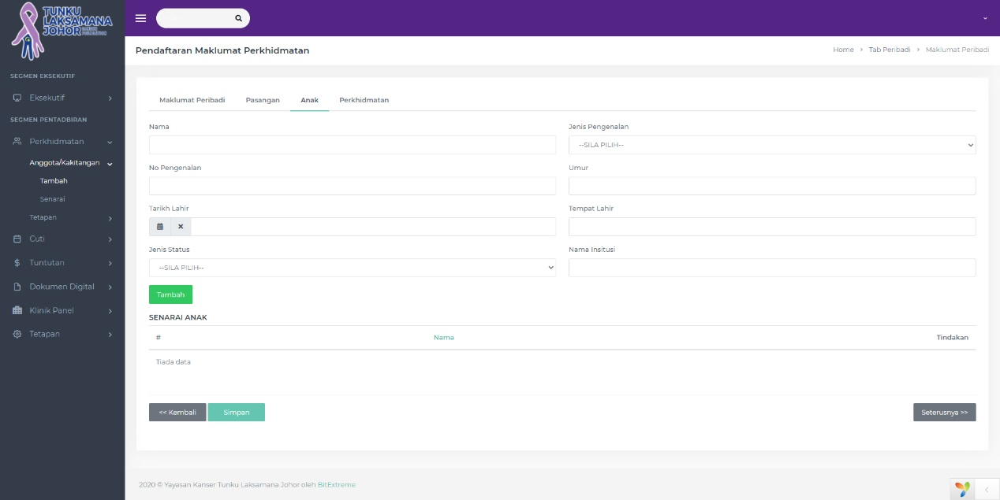 TUNKU
LAKSAMANA
JOHOR
Pendaftaran Maklumat Perkhidmatan
Home > Tab Peribadi > Maklumat Peribadi
SEGMEN EKSEKUTIF
Eksekutif
SEGMEN PENTADBIRAN
Perkhidmatan
Anggota/Kakitangan
Tambah
Senarai
Tetapan
Cuti
Tuntutan
Dokumen Digital
Klinik Panel
Tetapan
Maklumat Peribadi Pasangan Anak Perkhidmatan
Nama
Jenis Pengenalan
--SILA PILIH--
No Pengenalan
Umur
Tarikh Lahir
Tempat Lahir
Jenis Status
--SILA PILIH--
Nama Insitusi
Tambah
SENARAI ANAK
# Nama Tindakan
Tiada data
<< Kembali Simpan Seterusnya >>
2020 © Yayasan Kanser Tunku Laksamana Johor oleh BitExtreme